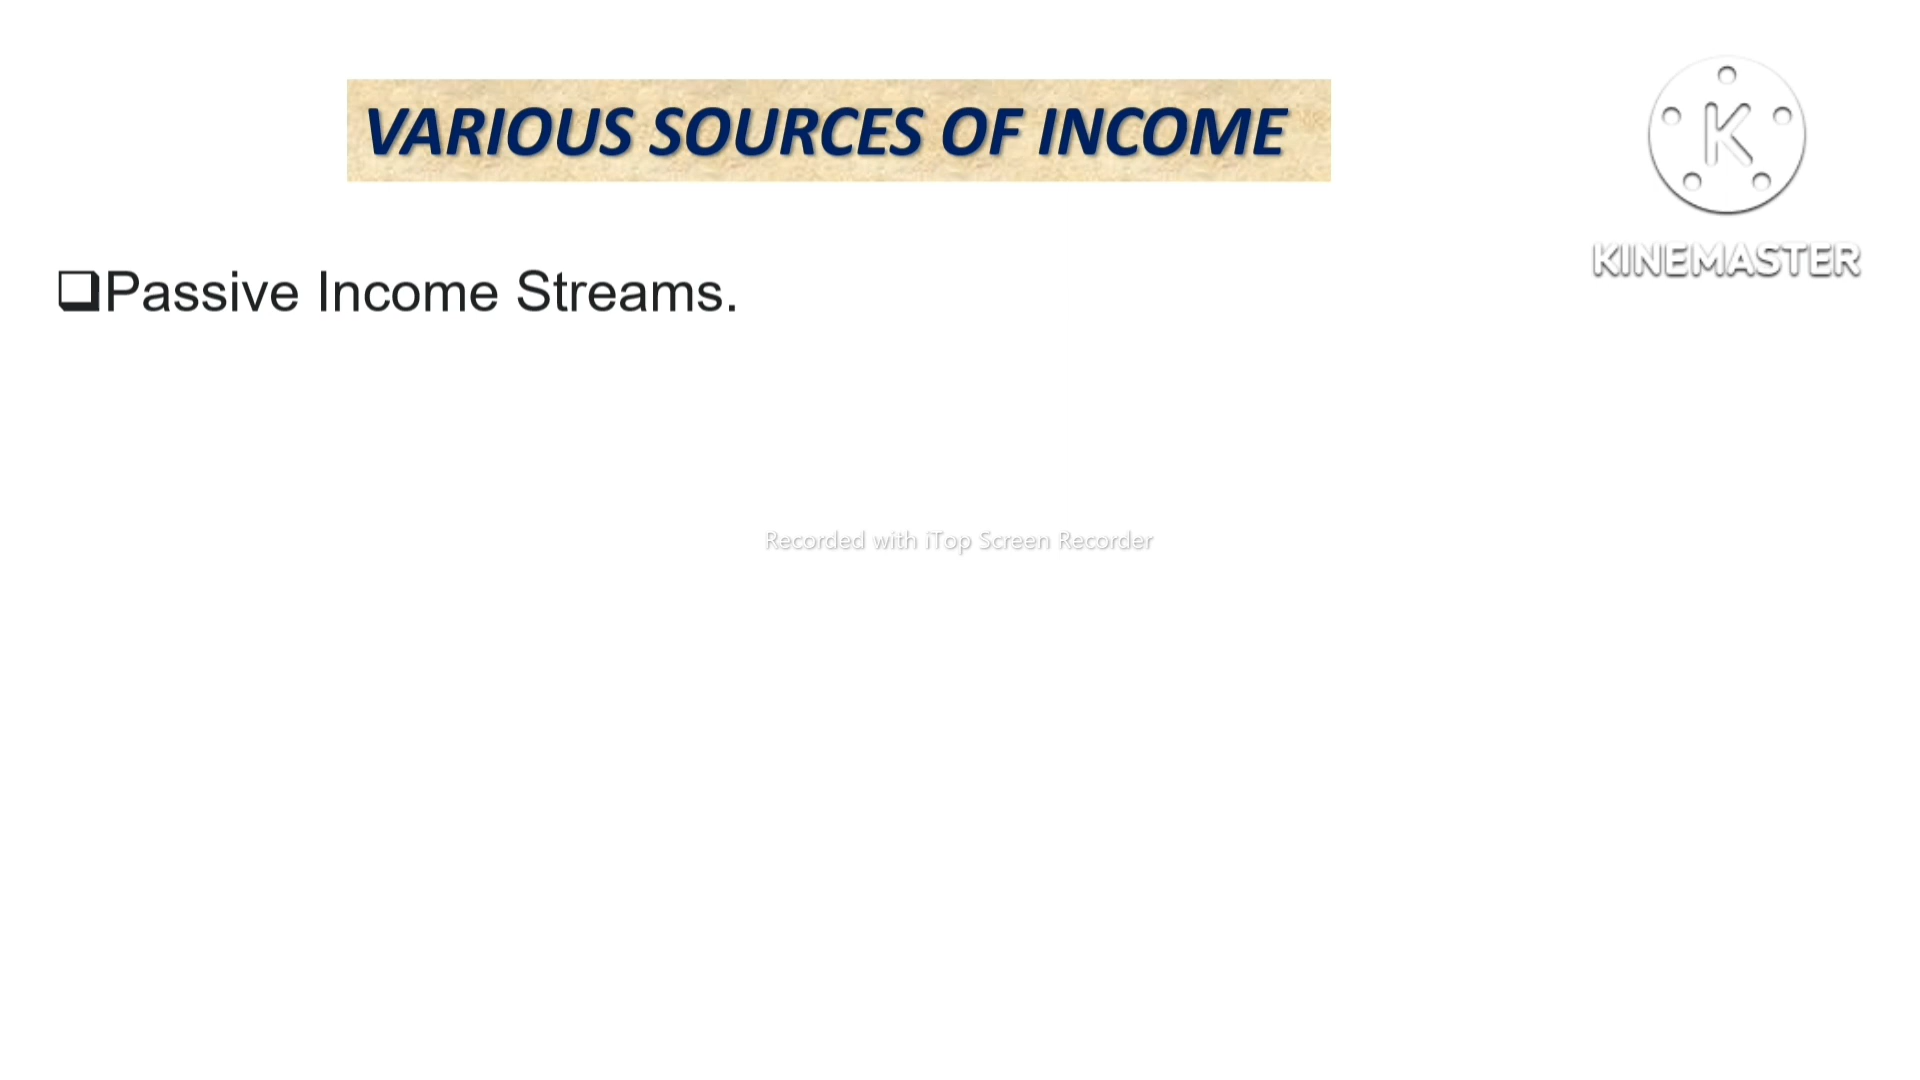 VARIOUS SOURCES OF INCOME
K
KINEMASTER
❑Passive Income Streams.
Recorded with iTop Screen Recorder